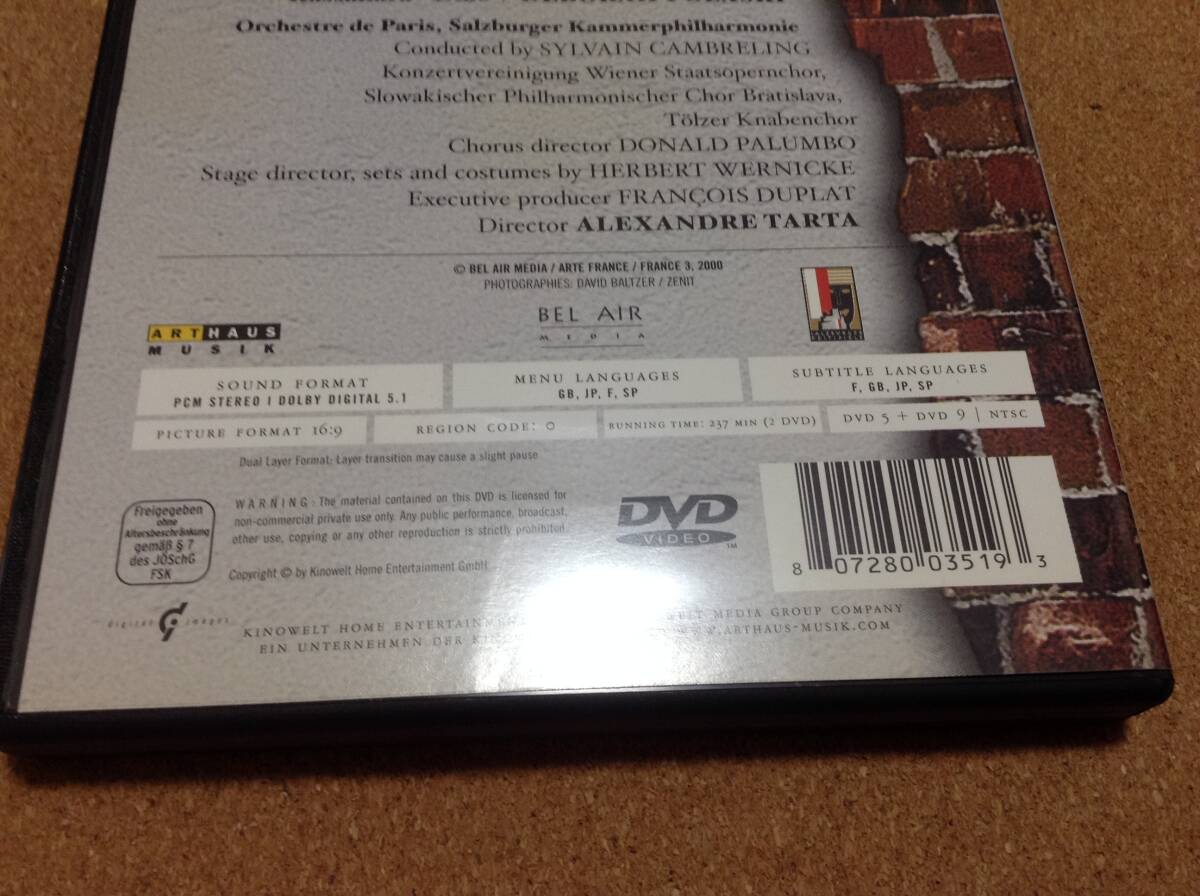 Orchestre de Paris, Salzburger Kammerphilharmonie
Conducted by SYLVAIN CAMBRELING
Konzertvereinigung Wiener Staatsopernchor,
Slowakischer Philharmonischer Chor Bratislava,
Tölzer Knabenchor
Chorus director DONALD PALUMBO
Stage director, sets and costumes by HERBERT WERNICKE
Executive producer FRANÇOIS DUPLAT
Director ALEXANDRE TARTA
© BEL AIR MEDIA / ARTE FRANCE / FRANCE 3, 2000
PHOTOGRAPHIES: DAVID BALTZER / ZENIT
ARTHAUS
MUSIK
BEL AIR
MEDIA
SOUND FORMAT
PCM STEREO I DOLBY DIGITAL 5.1
MENU LANGUAGES
GB, JP, F, SP
SUBTITLE LANGUAGES
F, GB, JP, SP
PICTURE FORMAT 16:9
REGION CODE: 0
RUNNING TIME: 237 MIN (2 DVD)
DVD 5 + DVD 9 | NTSC
Dual Layer Format: Layer transition may cause a slight pause
Freigegeben
ohne
Altersbeschränkung
gemäß § 7
des JÖSchG
FSK
WARNING - The material contained on this DVD is licensed for
non-commercial private use only. Any public performance, broadcast,
other use, copying or any other reproduction is strictly prohibited.
Copyright © by Kinowelt Home Entertainment GmbH
DVD
VIDEO
TM
8 07280 03519 3
digital images
KINOWELT HOME ENTERTAINMENT MEDIA GROUP COMPANY
EIN UNTERNEHMEN DER WWW.ARTHAUS-MUSIK.COM